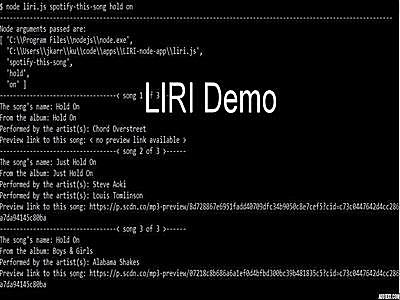 $ node liri.js spotify-this-song hold on
Node arguments passed are:
[ "C:\\Program Files\\nodejs\\node.exe",
"C:\\Users\\jkarr\\ku\\code\\apps\\LIRI-node-app\\liri.js",
"spotify-this-song",
"hold",
"on" ]
------------------------------< song 1 of 3 >------
LIRI Demo
The song's name: Hold On
From the album: Hold On
Performed by the artist(s): Chord Overstreet
Preview link to this song: < no preview link available >
------------------------------< song 2 of 3 >------
The song's name: Just Hold On
From the album: Just Hold On
Performed by the artist(s): Steve Aoki
Performed by the artist(s): Louis Tomlinson
Preview link to this song: https://p.scdn.co/mp3-preview/8d728867e6951fadd40709dfc34b9050c8e7cef5?cid=c73c0447642d4cc286
a7da94145c80ba
------------------------------< song 3 of 3 >------
The song's name: Hold On
From the album: Boys & Girls
Performed by the artist(s): Alabama Shakes
Preview link to this song: https://p.scdn.co/mp3-preview/07218c8b686a6a1ef0d4bfbd300bc39b481835c5?cid=c73c0447642d4cc286
a7da94145c80ba
ADDTEXT.COM